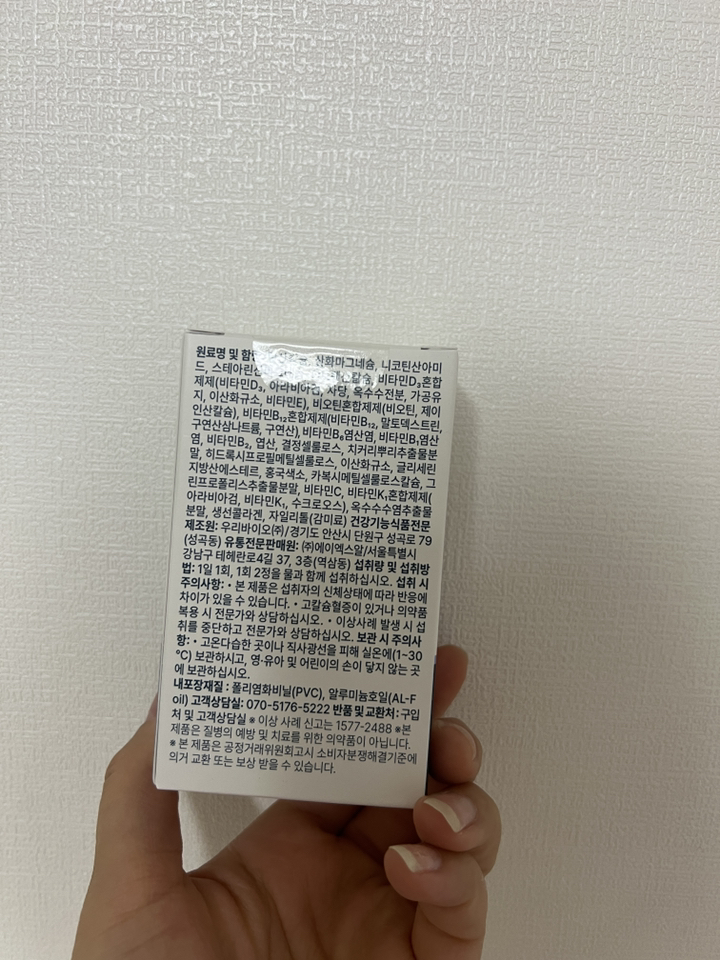 원료명 및 산화마그네슘, 니코틴산아미
드, 스테아린산 비타민D₃혼합
제제(비타민D₃, 아라비아검, 자당, 옥수수전분, 가공유
지, 이산화규소, 비타민E), 비오틴혼합제제(비오틴, 제이
인산칼슘), 비타민B₁₂혼합제제(비타민B₁₂, 말토덱스트린,
구연산삼나트륨, 구연산), 비타민B₆염산염, 비타민B₁염산
염, 비타민B₂, 엽산, 결정셀룰로스, 치커리뿌리추출물분
말, 히드록시프로필메틸셀룰로스, 이산화규소, 글리세린
지방산에스테르, 홍국색소, 카복시메틸셀룰로스칼슘, 그
린프로폴리스추출물분말, 비타민C, 비타민K₁혼합제제(
아라비아검, 비타민K₁, 수크로오스), 옥수수수염추출물
분말, 생선콜라겐, 자일리톨(감미료) 건강기능식품전문
제조원: 우리바이오㈜/경기도 안산시 단원구 성곡로 79
(성곡동) 유통전문판매원: ㈜에이엑스알/서울특별시
강남구 테헤란로4길 37, 3층(역삼동) 섭취량 및 섭취방
법: 1일 1회, 1회 2정을 물과 함께 섭취하십시오. 섭취 시
주의사항: • 본 제품은 섭취자의 신체상태에 따라 반응에
차이가 있을 수 있습니다. • 고칼슘혈증이 있거나 의약품
복용 시 전문가와 상담하십시오. • 이상사례 발생 시 섭
취를 중단하고 전문가와 상담하십시오. 보관 시 주의사
항: • 고온다습한 곳이나 직사광선을 피해 실온에(1~30
℃) 보관하시고, 영·유아 및 어린이의 손이 닿지 않는 곳
에 보관하십시오.
내포장재질 : 폴리염화비닐(PVC), 알루미늄호일(AL-F
oil) 고객상담실: 070-5176-5222 반품 및 교환처: 구입
처 및 고객상담실 ※ 이상 사례 신고는 1577-2488 ※본
제품은 질병의 예방 및 치료를 위한 의약품이 아닙니다.
※ 본 제품은 공정거래위원회고시 소비자분쟁해결기준에
의거 교환 또는 보상 받을 수 있습니다.